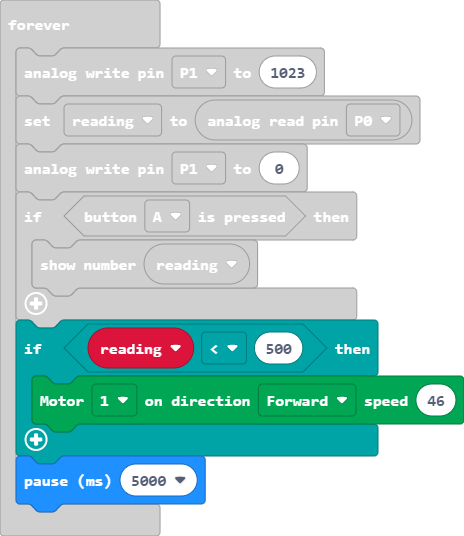 forever
analog write pin P1 to 1023
set reading to analog read pin P0
analog write pin P1 to 0
if button A is pressed then
show number reading
if reading < 500 then
Motor 1 on direction Forward speed 46
pause (ms) 5000